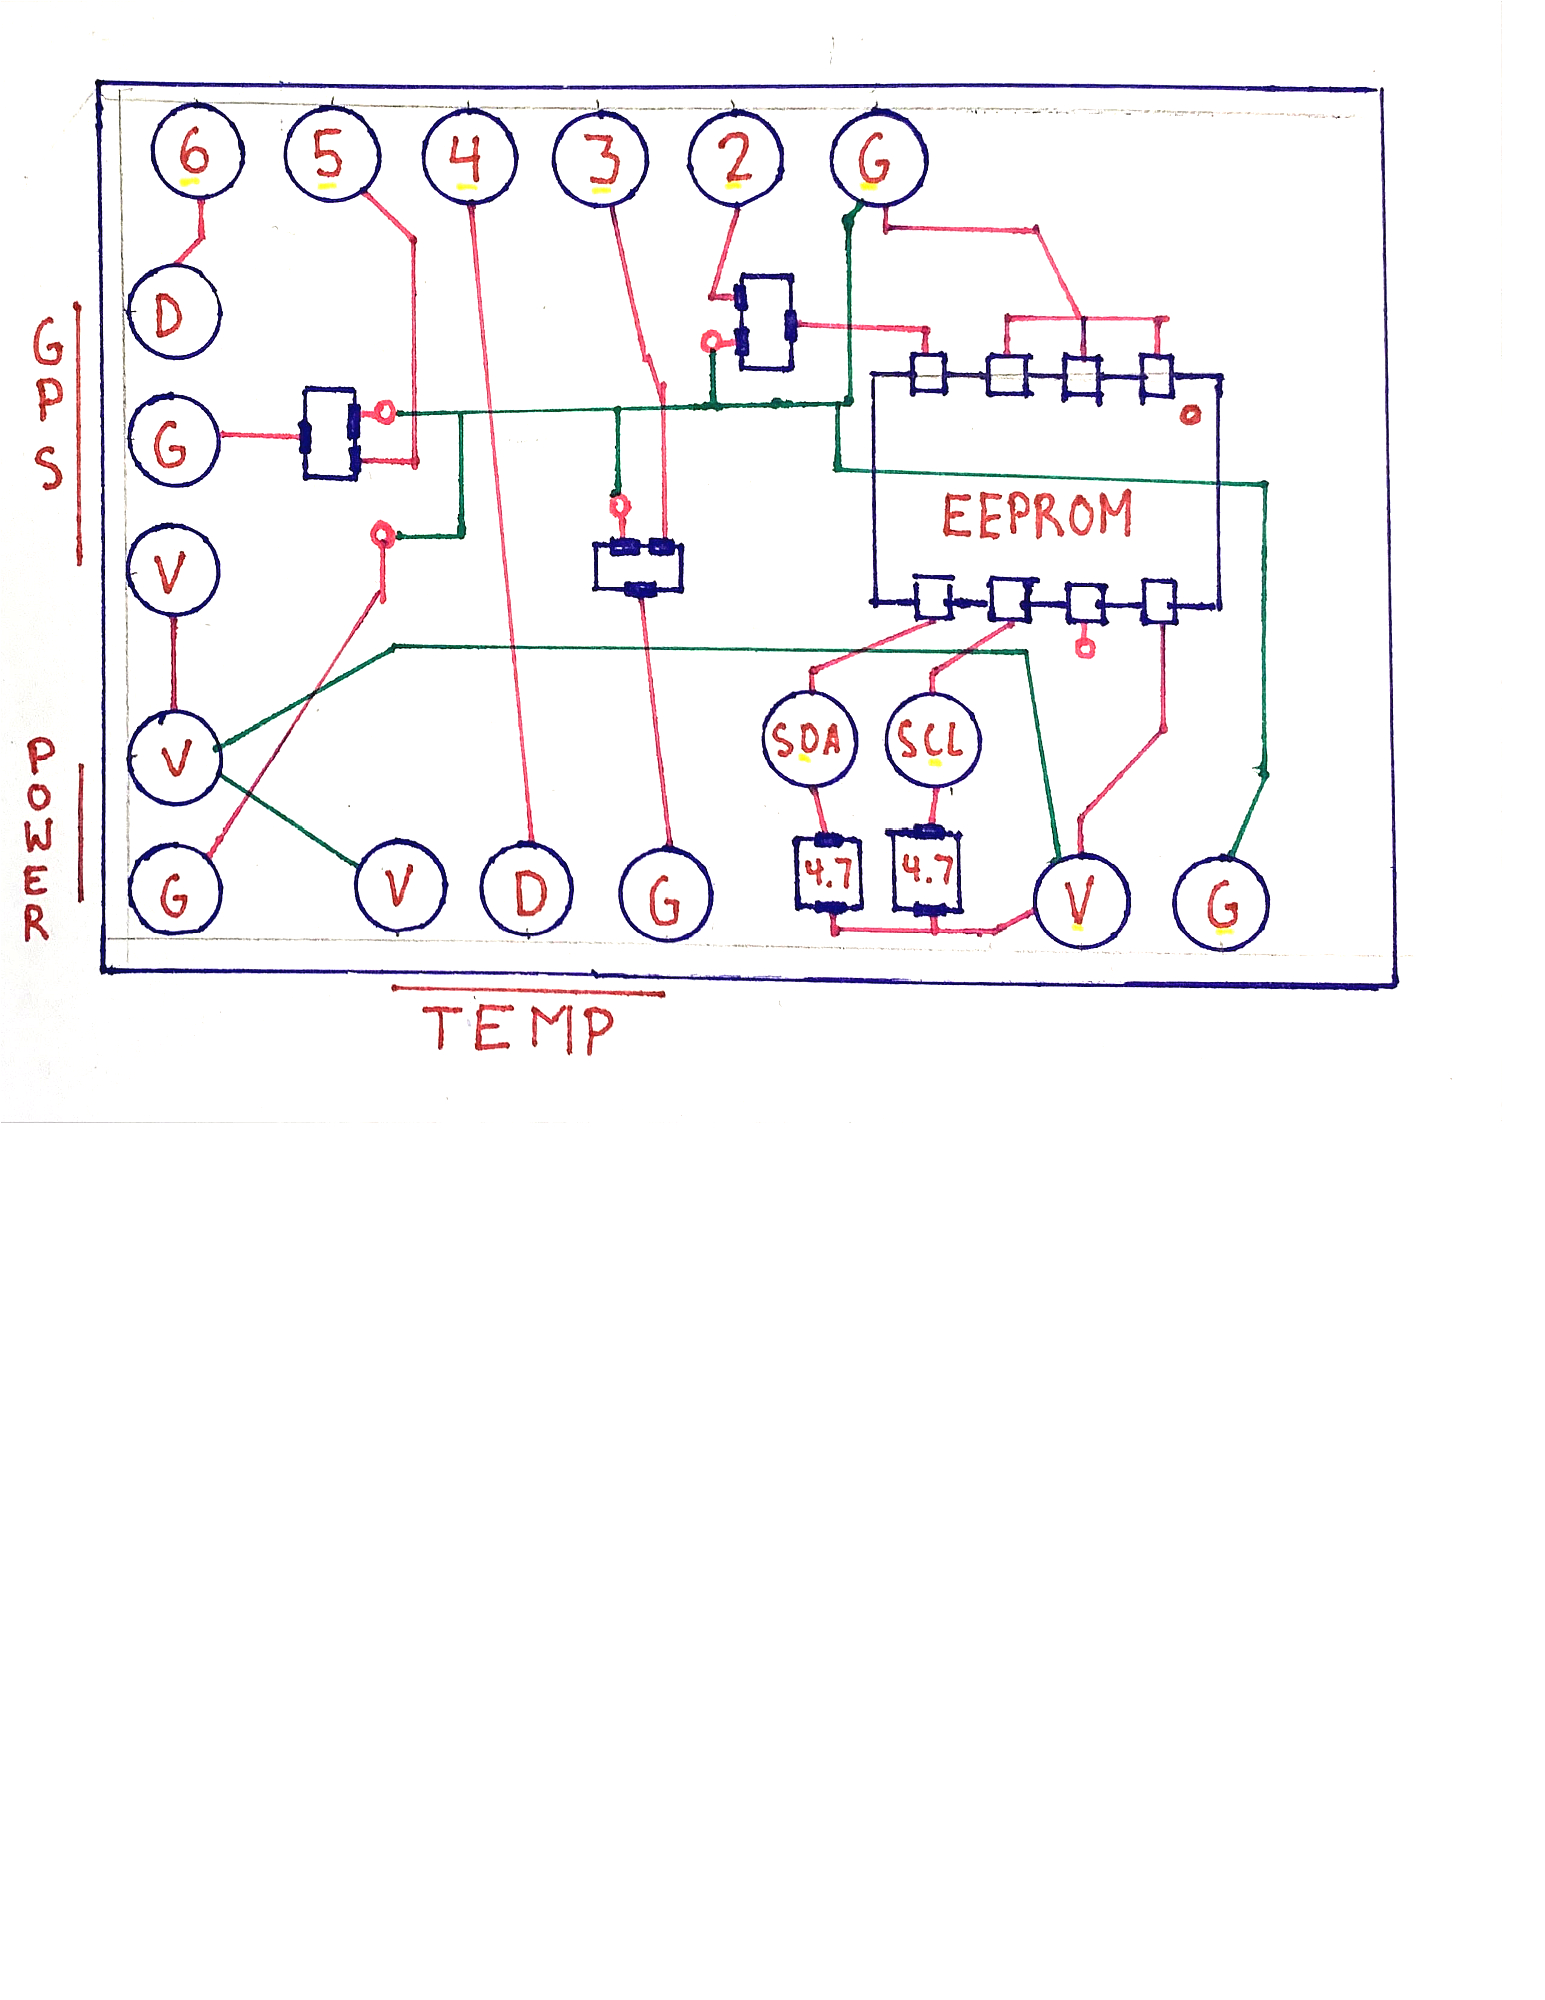 6 5 4 3 2 G
D
GPS
G
EEPROM
V
SDA SCL
V
POWER
4.7 4.7
G V D G V G
TEMP